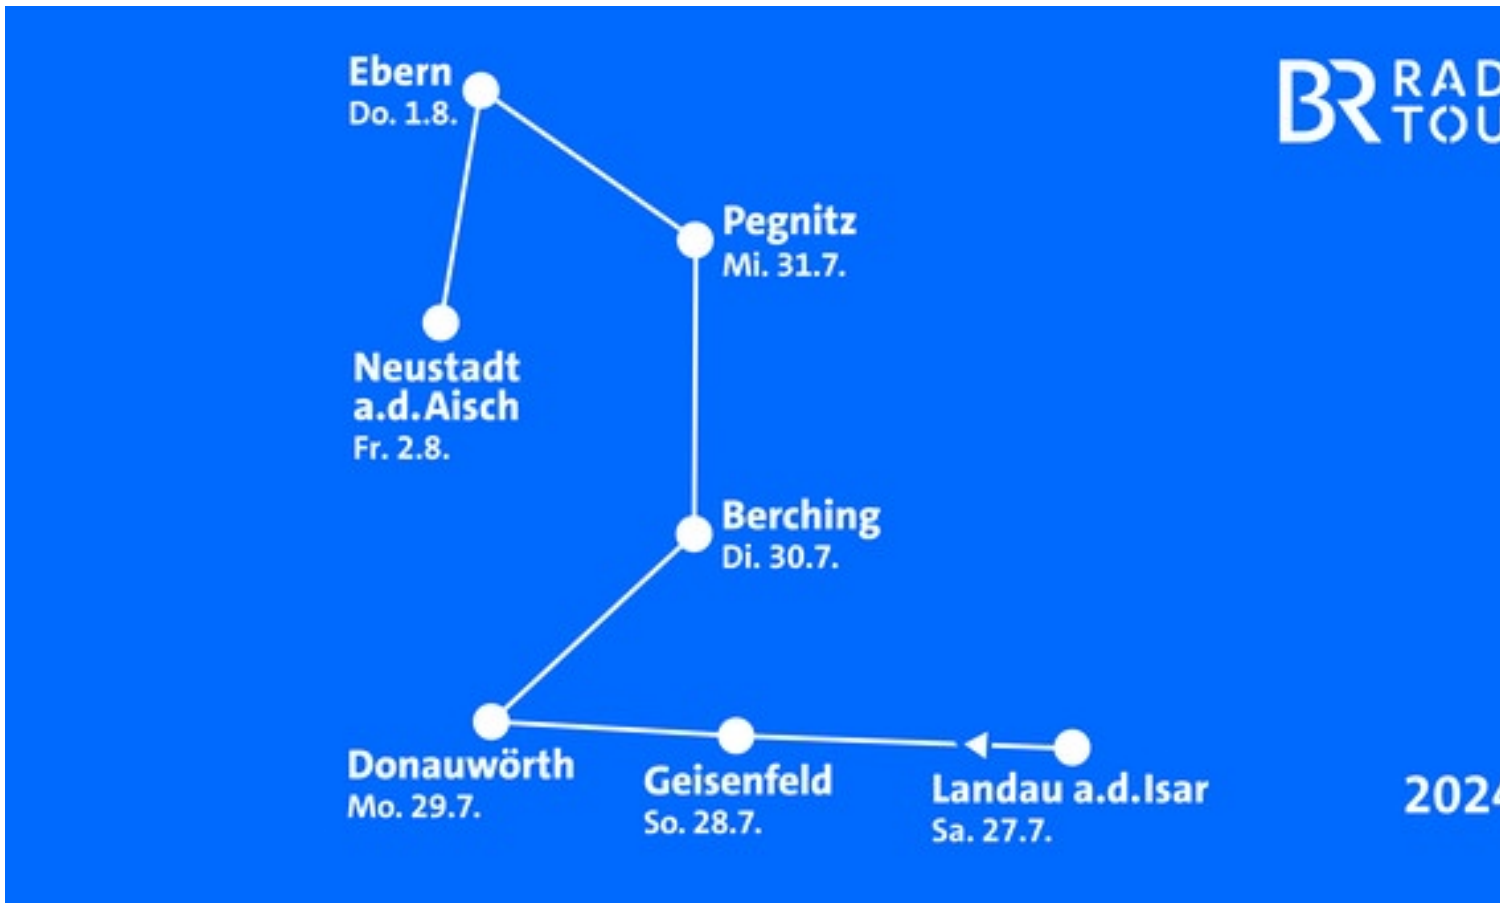 Ebern
Do. 1.8.
BR RAD
TOU
Pegnitz
Mi. 31.7.
Neustadt
a.d.Aisch
Fr. 2.8.
Berching
Di. 30.7.
Donauwörth
Mo. 29.7.
Geisenfeld
So. 28.7.
Landau a.d.Isar
Sa. 27.7.
2024